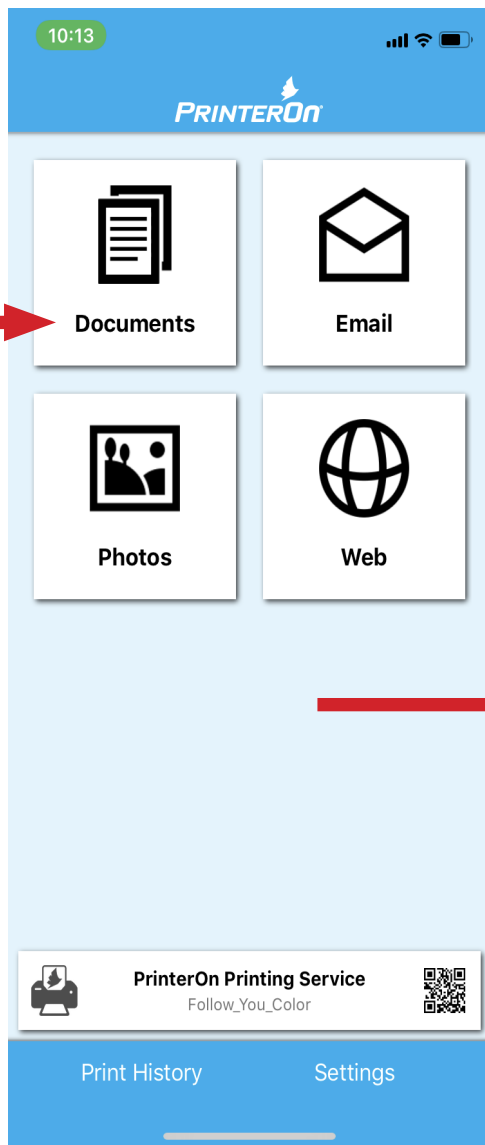 10:13
PRINTERON
Documents
Email
Photos
Web
PrinterOn Printing Service
Follow_You_Color
Print History
Settings